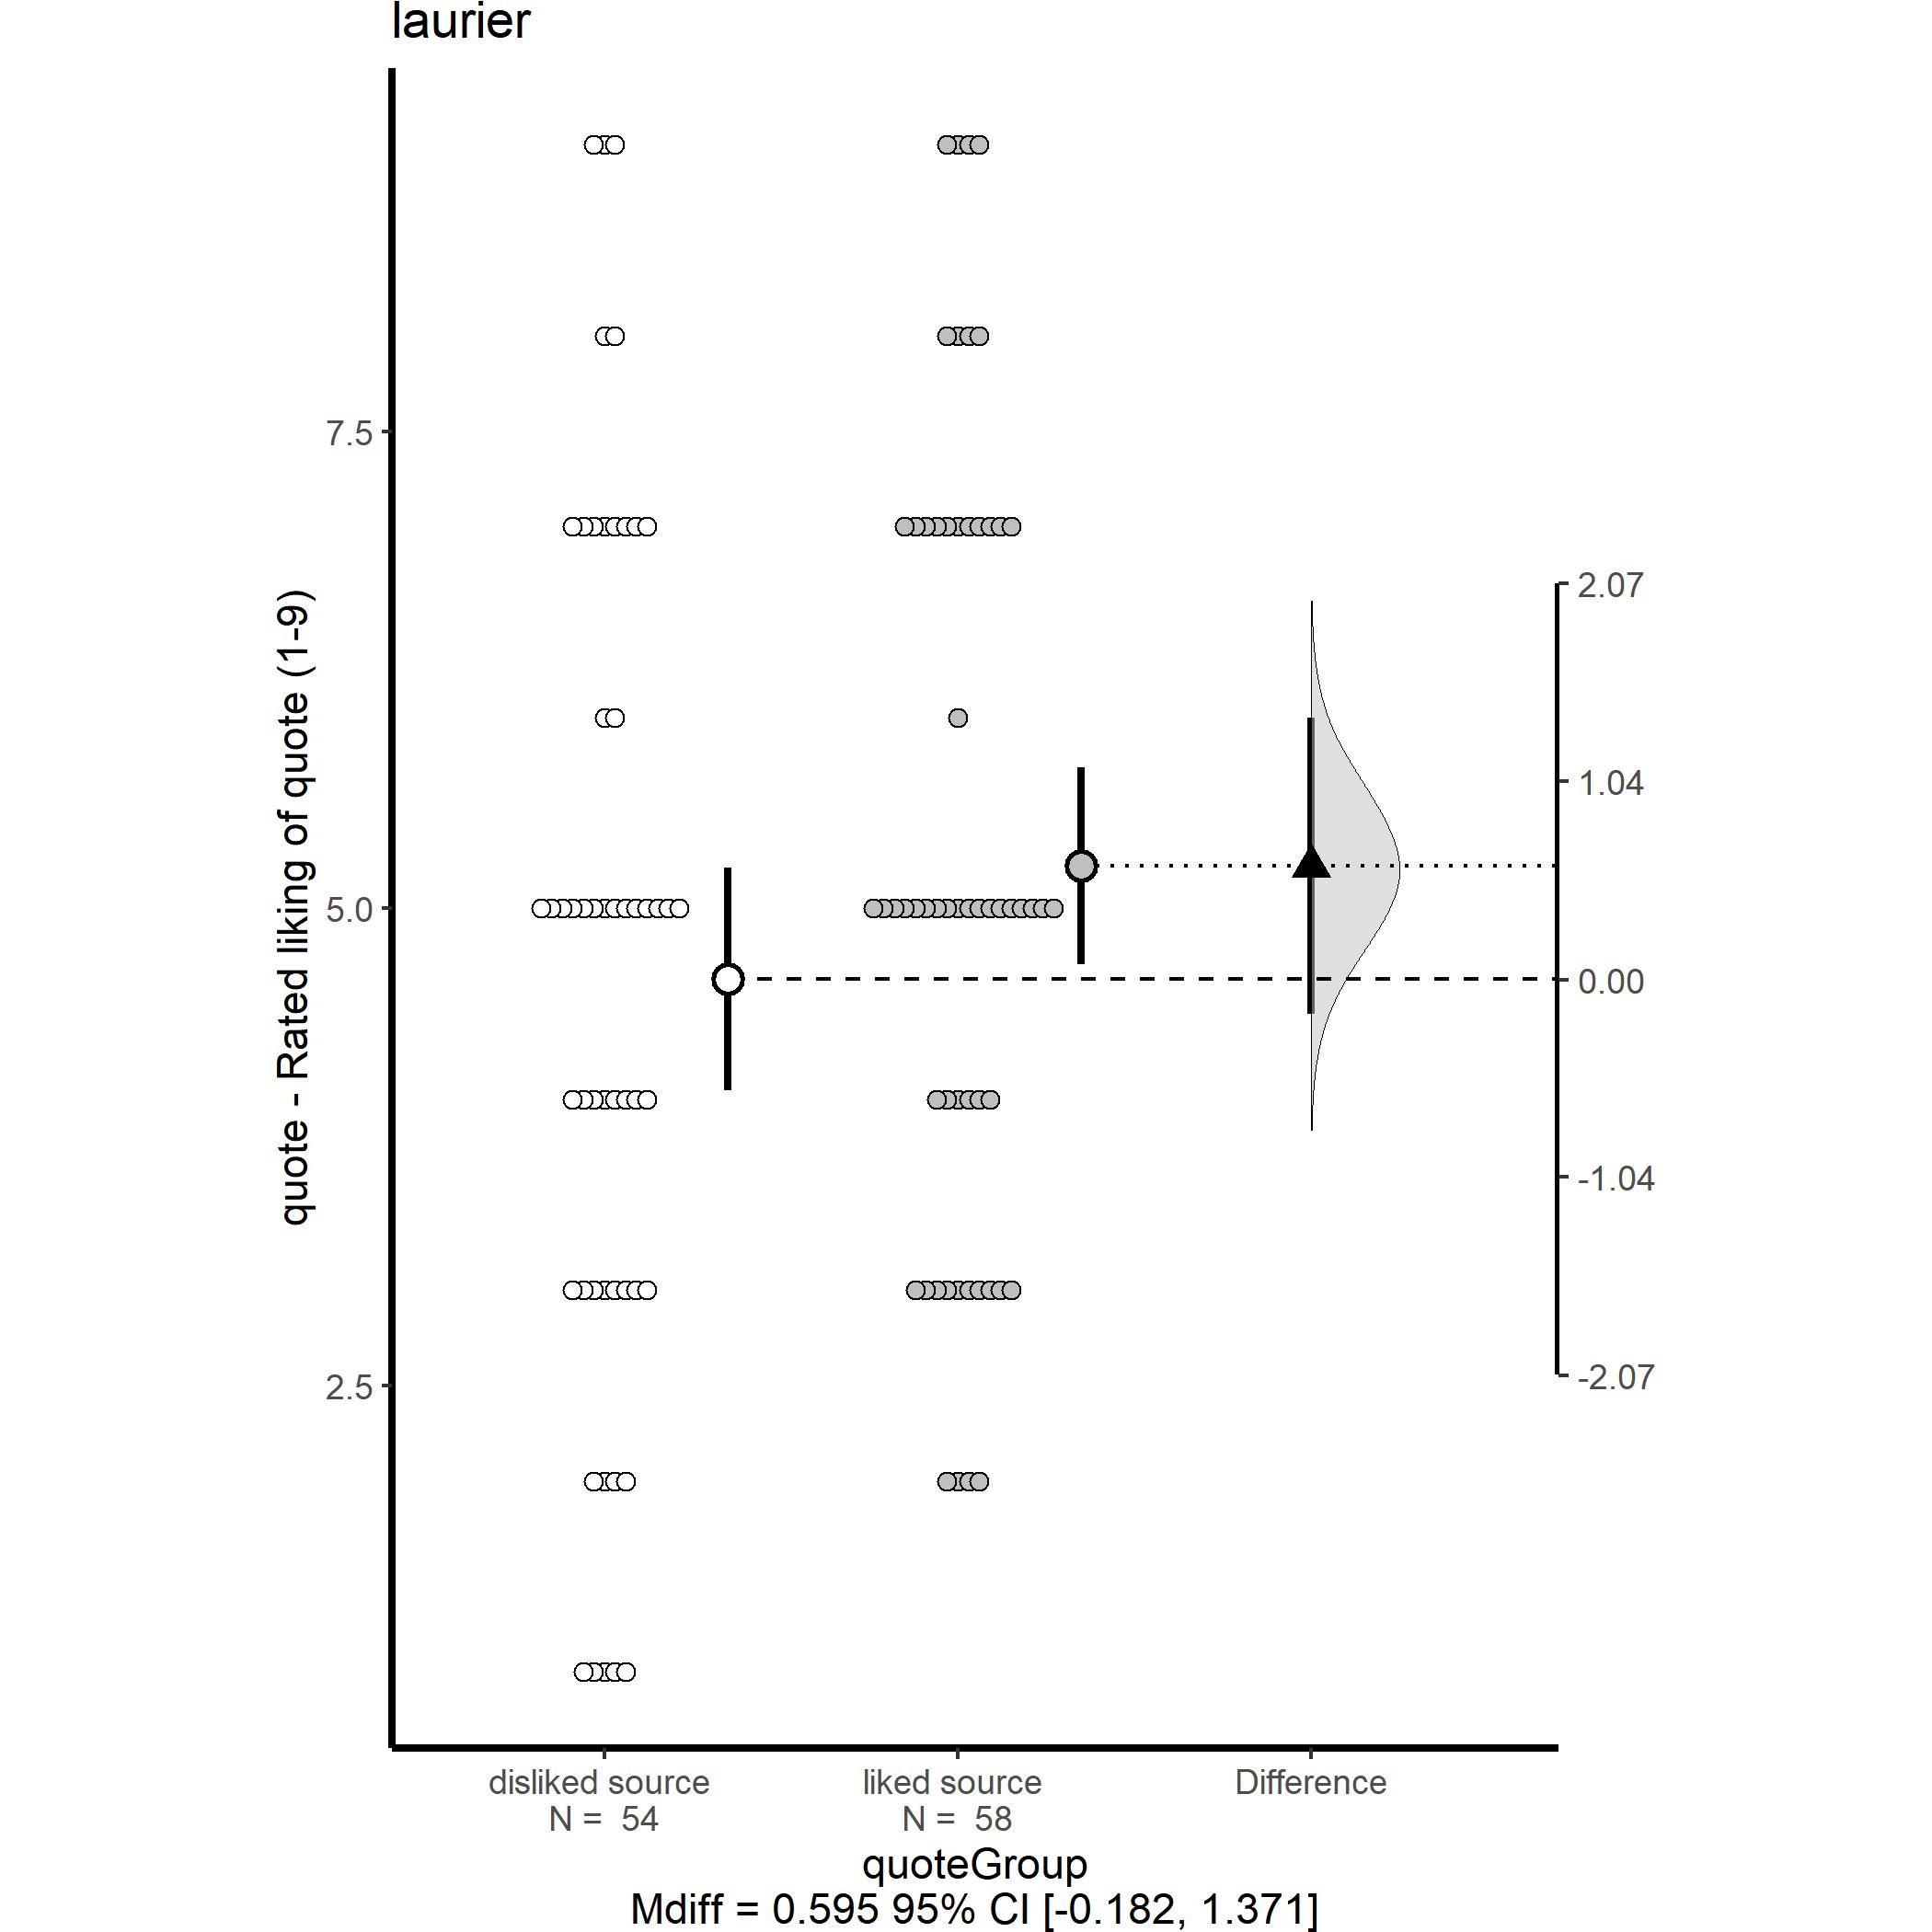 laurier
quote - Rated liking of quote (1-9)
7.5
5.0
2.5
2.07
1.04
0.00
-1.04
-2.07
disliked source
N =  54
liked source
N =  58
Difference
quoteGroup
Mdiff = 0.595 95% CI [-0.182, 1.371]